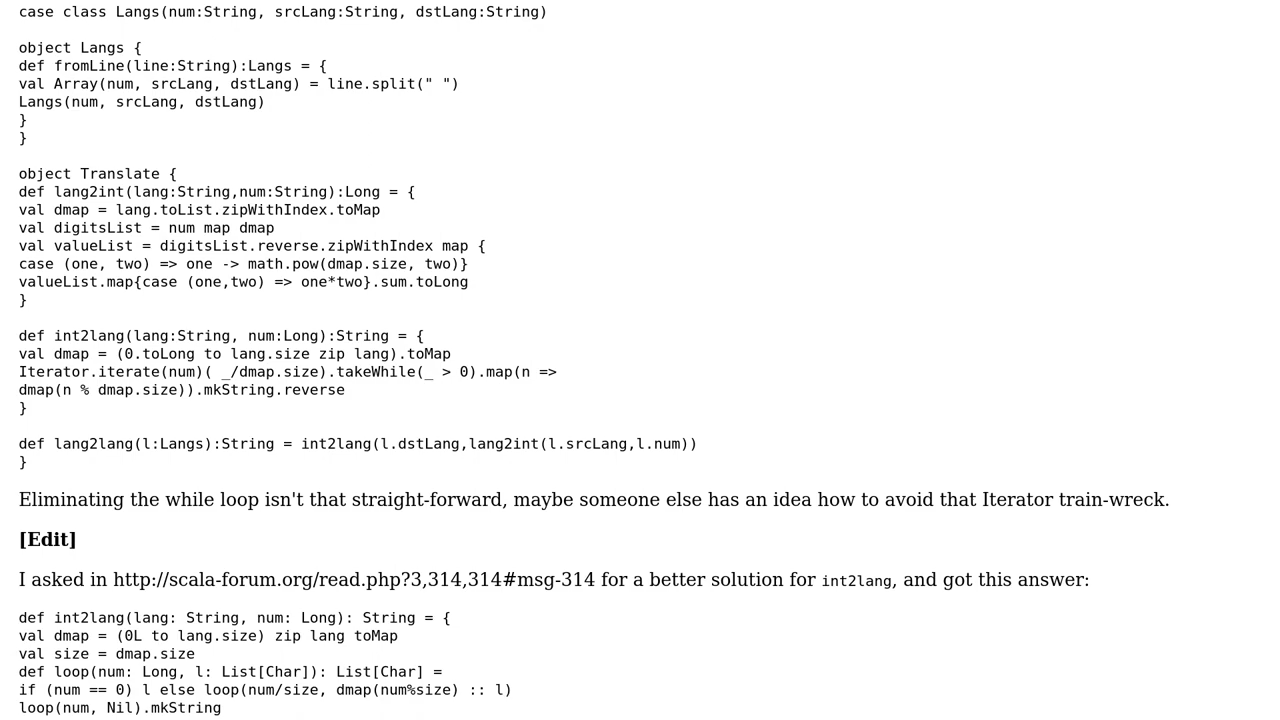 case class Langs(num:String, srcLang:String, dstLang:String)
object Langs {
def fromLine(line:String):Langs = {
val Array(num, srcLang, dstLang) = line.split(" ")
Langs(num, srcLang, dstLang)
}
}
object Translate {
def lang2int(lang:String,num:String):Long = {
val dmap = lang.toList.zipWithIndex.toMap
val digitsList = num map dmap
val valueList = digitsList.reverse.zipWithIndex map {
case (one, two) => one -> math.pow(dmap.size, two)}
valueList.map{case (one,two) => one*two}.sum.toLong
}
def int2lang(lang:String, num:Long):String = {
val dmap = (0.toLong to lang.size zip lang).toMap
Iterator.iterate(num)( _/dmap.size).takeWhile(_ > 0).map(n =>
dmap(n % dmap.size)).mkString.reverse
}
def lang2lang(l:Langs):String = int2lang(l.dstLang,lang2int(l.srcLang,l.num))
}
Eliminating the while loop isn't that straight-forward, maybe someone else has an idea how to avoid that Iterator train-wreck.
[Edit]
I asked in http://scala-forum.org/read.php?3,314,314#msg-314 for a better solution for int2lang, and got this answer:
def int2lang(lang: String, num: Long): String = {
val dmap = (0L to lang.size) zip lang toMap
val size = dmap.size
def loop(num: Long, l: List[Char]): List[Char] =
if (num == 0) l else loop(num/size, dmap(num%size) :: l)
loop(num, Nil).mkString